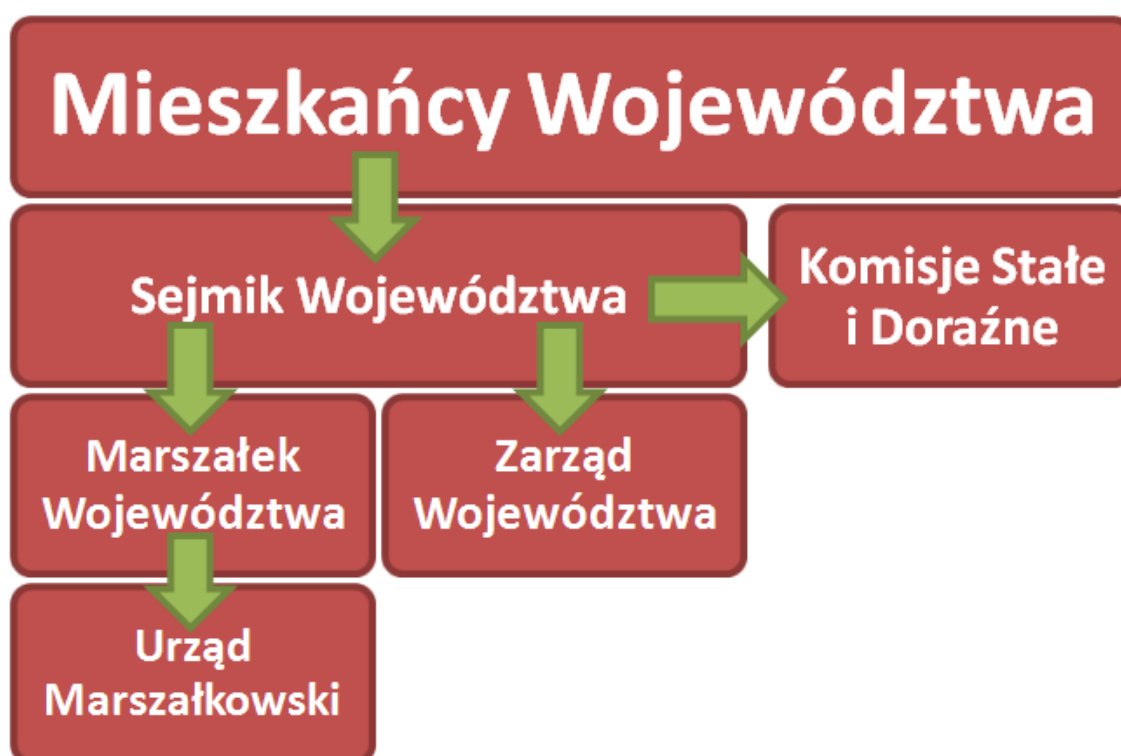 Mieszkańcy Województwa
Sejmik Województwa
Komisje Stałe
i Doraźne
Marszałek
Województwa
Zarząd
Województwa
Urząd
Marszałkowski